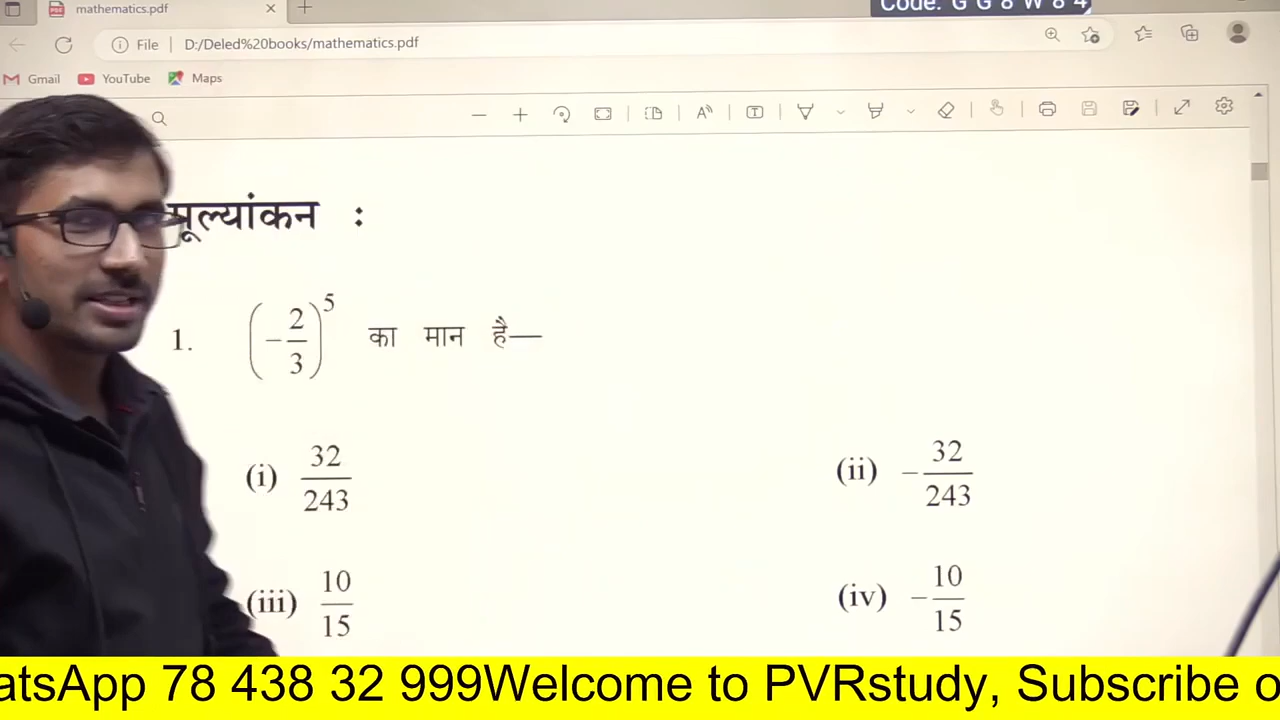 mathematics.pdf
Code: G G 8 W 8 4
File D:/Deled%20books/mathematics.pdf
Gmail YouTube Maps
मूल्यांकन :
1. (-2/3)^5 का मान है—
(i) 32/243 (ii) -32/243
(iii) 10/15 (iv) -10/15
atsApp 78 438 32 999Welcome to PVRstudy, Subscribe o